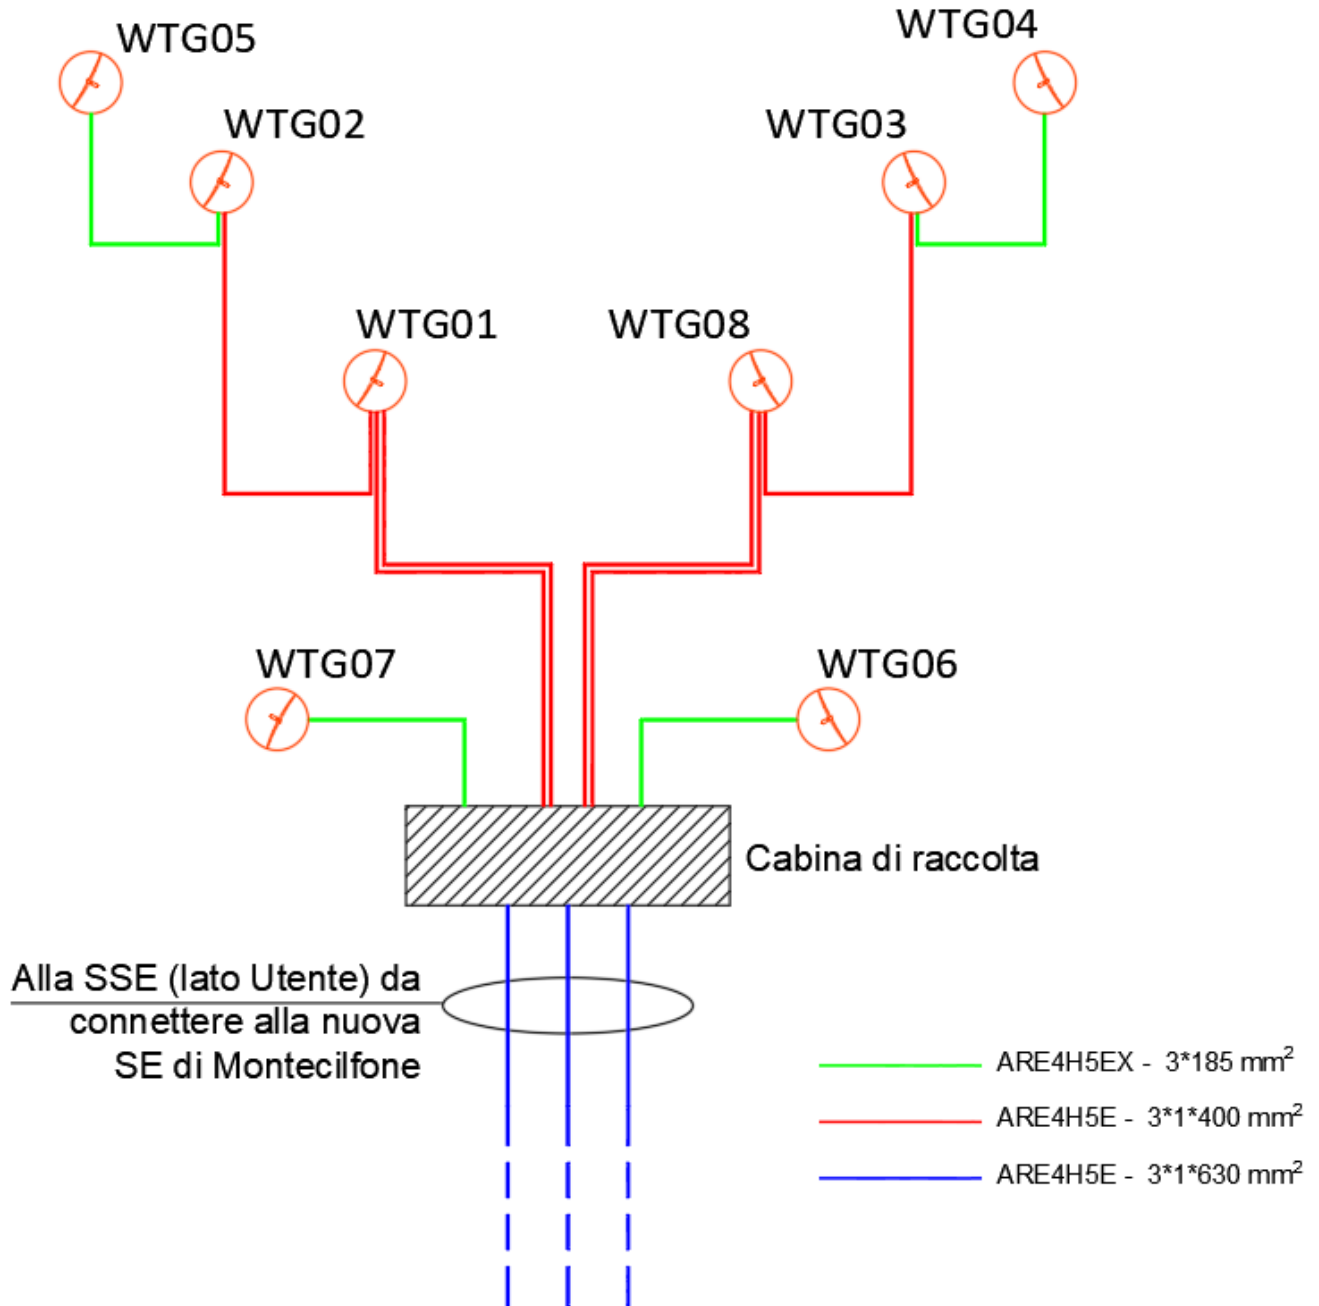 WTG05
WTG04
WTG02
WTG03
WTG01
WTG08
WTG07
WTG06
Cabina di raccolta
Alla SSE (lato Utente) da
connettere alla nuova
SE di Montecilfone
ARE4H5EX - 3*185 mm²
ARE4H5E - 3*1*400 mm²
ARE4H5E - 3*1*630 mm²